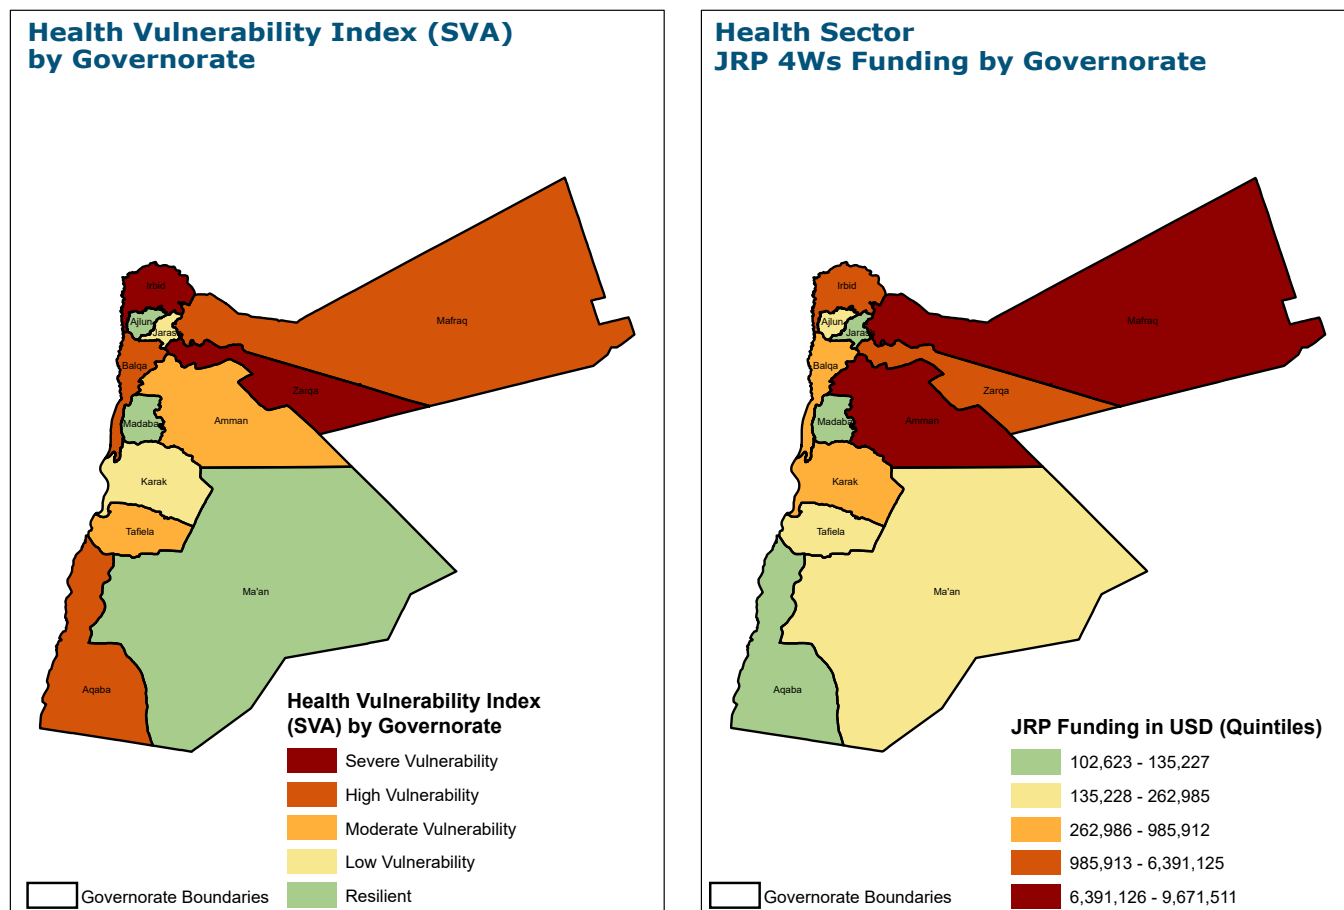 Health Vulnerability Index (SVA)
by Governorate
Irbid
Ajlun
Jaras
Mafraq
Balqa
Zarqa
Madaba
Amman
Karak
Tafiela
Ma'an
Aqaba
Health Vulnerability Index
(SVA) by Governorate
Severe Vulnerability
High Vulnerability
Moderate Vulnerability
Low Vulnerability
Resilient
Governorate Boundaries
Health Sector
JRP 4Ws Funding by Governorate
Irbid
Ajlun
Jaras
Mafraq
Balqa
Zarqa
Madaba
Amman
Karak
Tafiela
Ma'an
Aqaba
JRP Funding in USD (Quintiles)
102,623 - 135,227
135,228 - 262,985
262,986 - 985,912
985,913 - 6,391,125
6,391,126 - 9,671,511
Governorate Boundaries